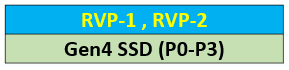 RVP-1 , RVP-2
Gen4 SSD (P0-P3)